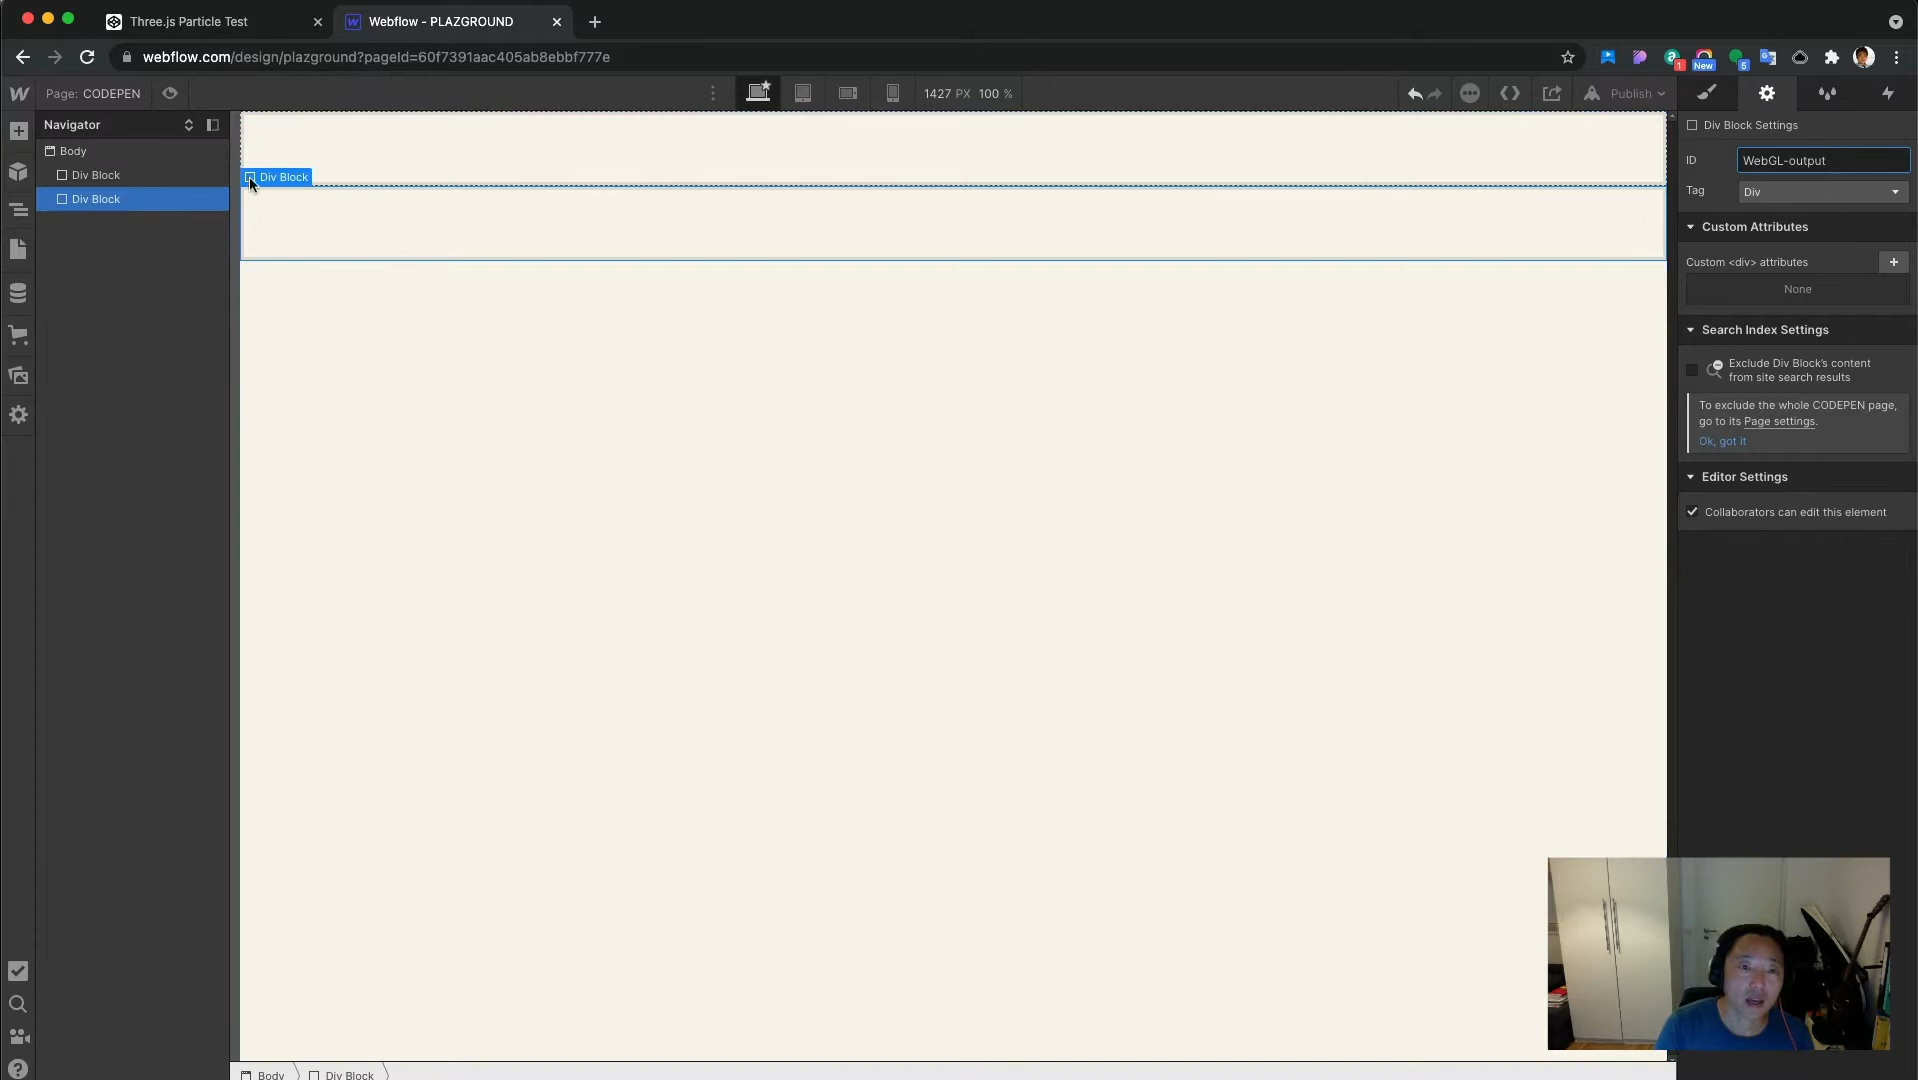 Three.js Particle Test
W Webflow - PLAZGROUND
webflow.com/design/plazground?pageId=60f7391aac405ab8ebbf777e
1
New
5
W
Page: CODEPEN
1427 PX 100 %
Publish
Navigator
Body
Div Block
Div Block
Div Block
Div Block Settings
ID WebGL-output
Tag Div
Custom Attributes
Custom <div> attributes
None
Search Index Settings
Exclude Div Block's content
from site search results
To exclude the whole CODEPEN page,
go to its Page settings.
Ok, got it
Editor Settings
Collaborators can edit this element
Body Div Block